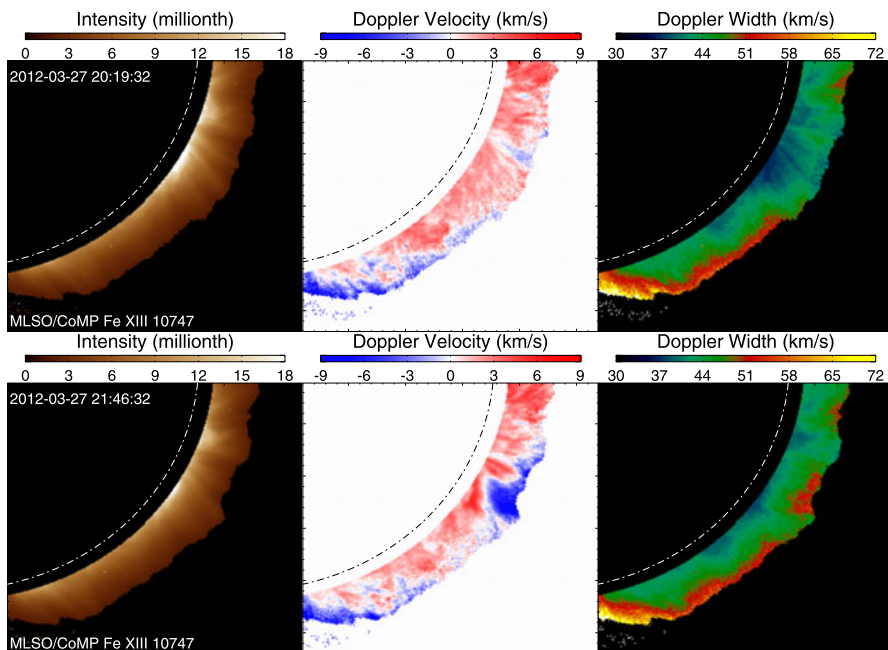 Intensity (millionth) Doppler Velocity (km/s) Doppler Width (km/s)
0 3 6 9 12 15 18 -9 -6 -3 0 3 6 9 30 37 44 51 58 65 72
2012-03-27 20:19:32
MLSO/CoMP Fe XIII 10747
Intensity (millionth) Doppler Velocity (km/s) Doppler Width (km/s)
0 3 6 9 12 15 18 -9 -6 -3 0 3 6 9 30 37 44 51 58 65 72
2012-03-27 21:46:32
MLSO/CoMP Fe XIII 10747